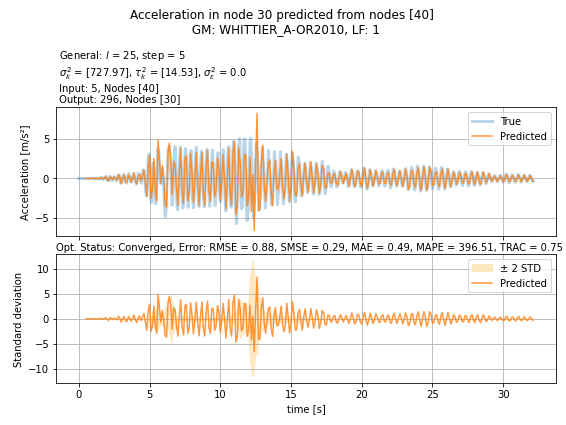 Acceleration in node 30 predicted from nodes [40]
GM: WHITTIER_A-OR2010, LF: 1
General: l = 25, step = 5
σ²ₖ = [727.97], τ²ₖ = [14.53], σ²ε = 0.0
Input: 5, Nodes [40]
Output: 296, Nodes [30]
Acceleration [m/s²]
5
0
−5
True
Predicted
Opt. Status: Converged, Error: RMSE = 0.88, SMSE = 0.29, MAE = 0.49, MAPE = 396.51, TRAC = 0.75
Standard deviation
10
5
0
−5
−10
± 2 STD
Predicted
0 5 10 15 20 25 30
time [s]